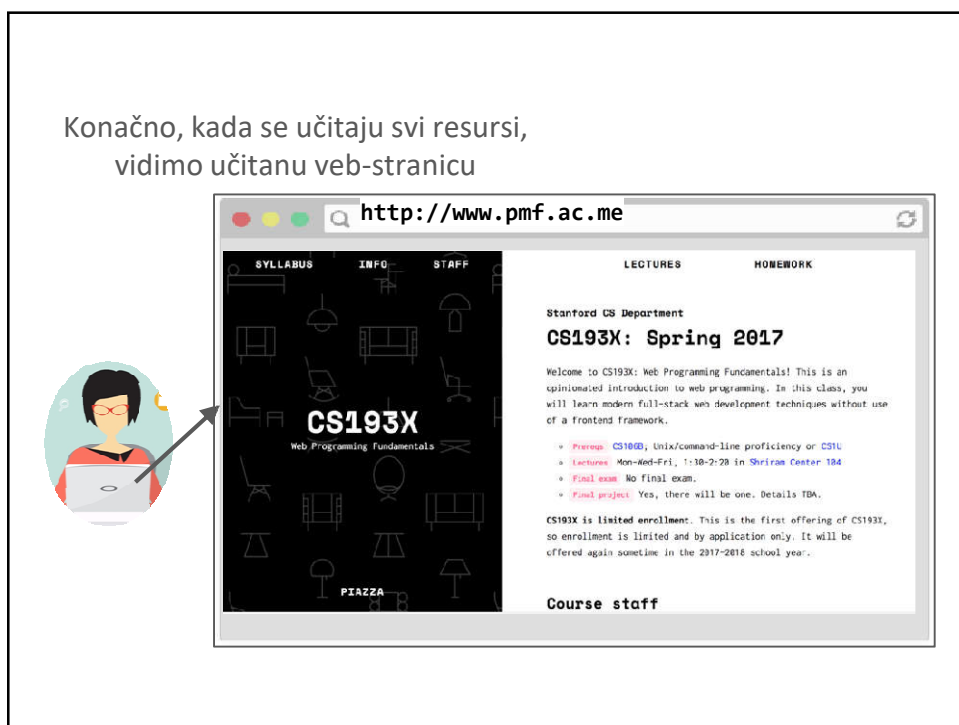 Konačno, kada se učitaju svi resursi,
vidimo učitanu veb-stranicu
http://www.pmf.ac.me
SYLLABUS INFO STAFF
LECTURES HOMEWORK
Stanford CS Department
CS193X: Spring 2017
Welcome to CS193X: Web Programming Fundamentals! This is an
opinionated introduction to web programming. In this class, you
will learn modern full-stack web development techniques without use
of a frontend framework.
Prereqs CS106B, Unix/command-line proficiency or CS1U
Lectures Mon-Wed-Fri, 1:30-2:20 in Shriram Center 104
Final exam No final exam.
Final project Yes, there will be one. Details TBA.
CS193X is limited enrollment. This is the first offering of CS193X,
so enrollment is limited and by application only. It will be
offered again sometime in the 2017-2018 school year.
Course staff
CS193X
Web Programming Fundamentals
PIAZZA